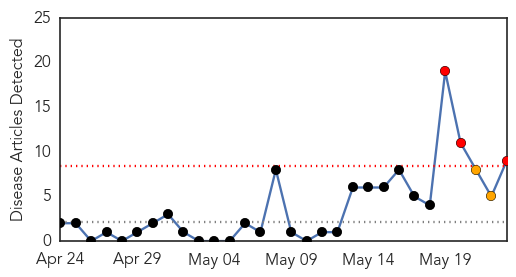 25
20
15
10
5
0
Disease Articles Detected
Apr 24
Apr 29
May 04
May 09
May 14
May 19